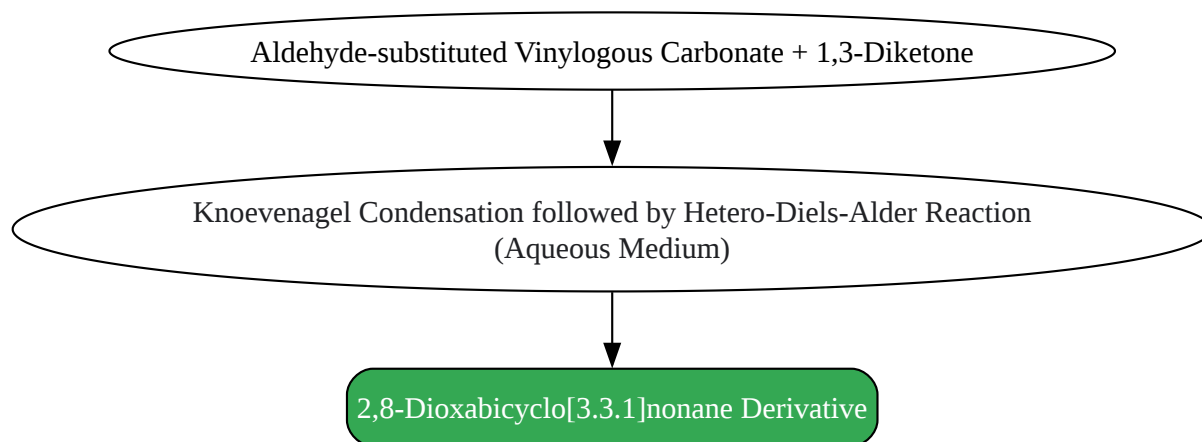 Aldehyde-substituted Vinylogous Carbonate + 1,3-Diketone
Knoevenagel Condensation followed by Hetero-Diels-Alder Reaction
(Aqueous Medium)
2,8-Dioxabicyclo[3.3.1]nonane Derivative